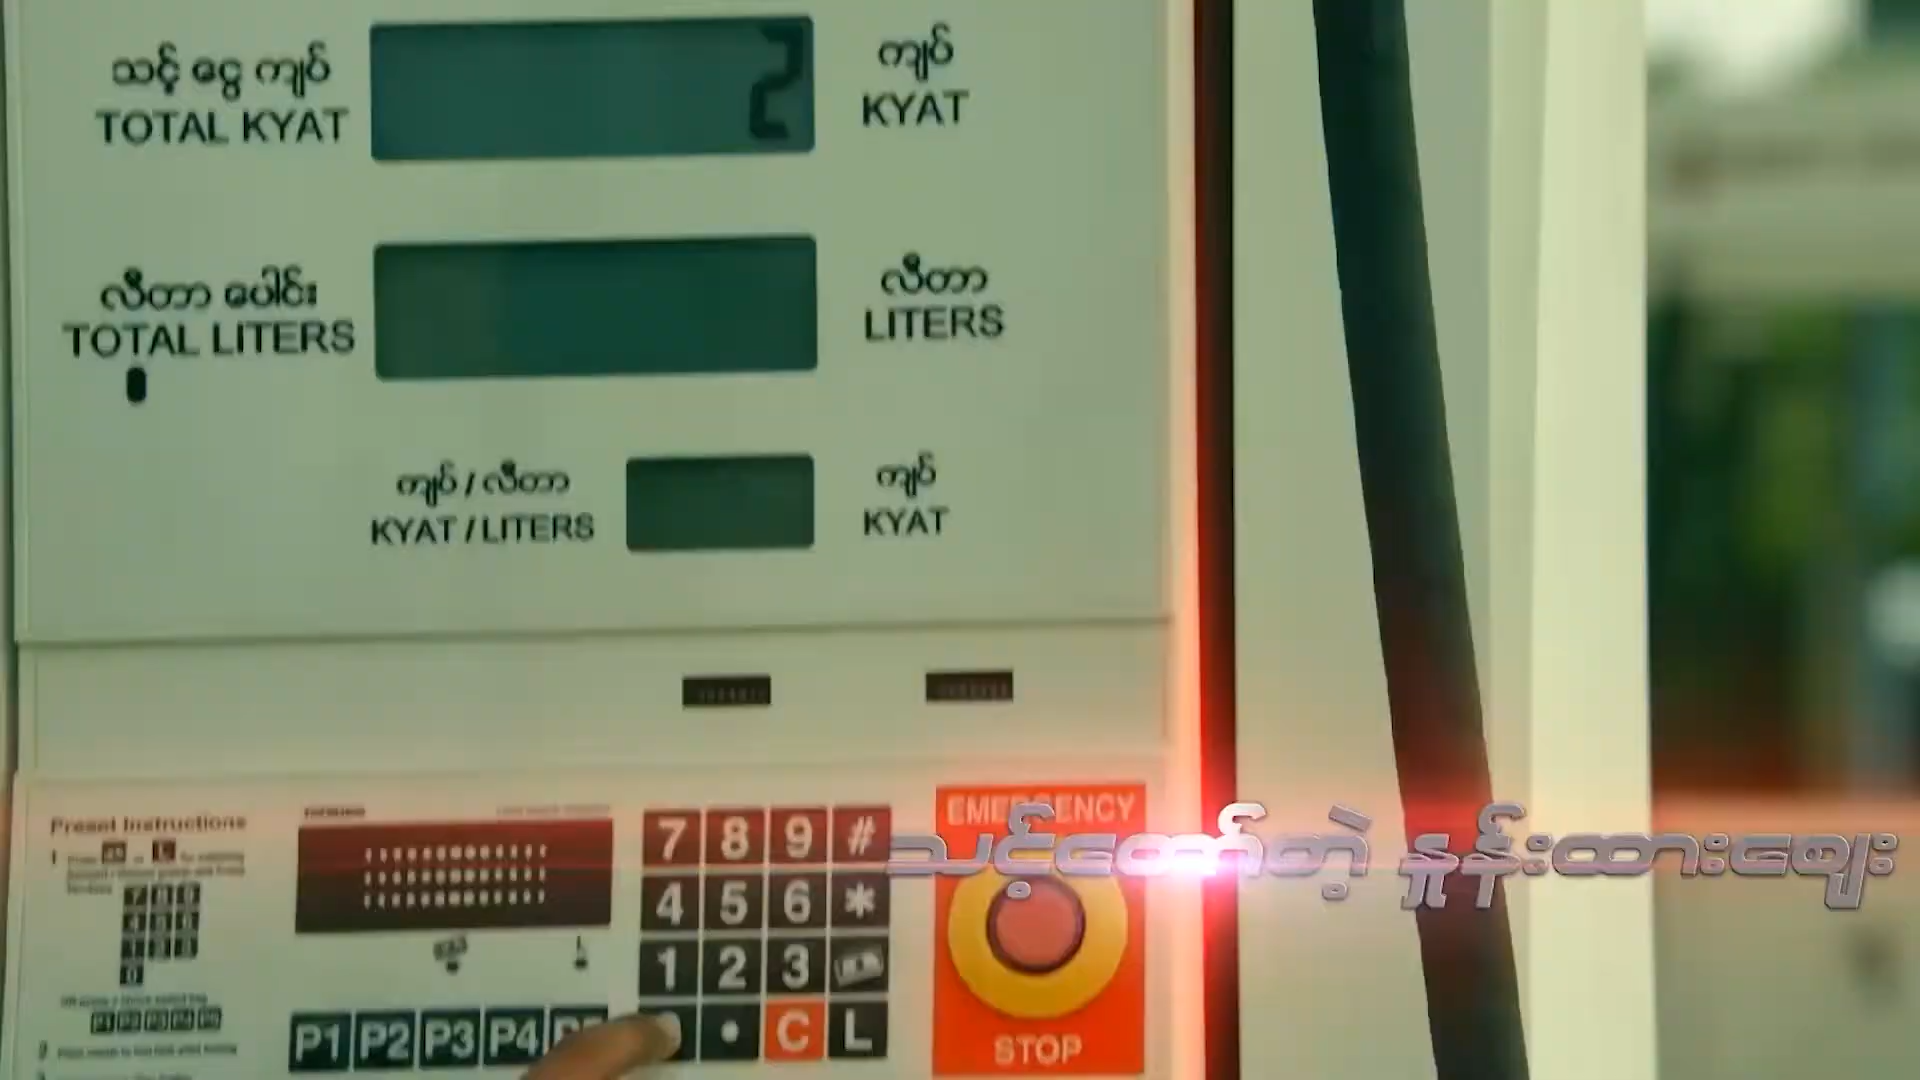 သင့် ငွေ ကျပ်
TOTAL KYAT
2
ကျပ်
KYAT
လီတာ ပေါင်း
TOTAL LITERS
လီတာ
LITERS
ကျပ် / လီတာ
KYAT / LITERS
ကျပ်
KYAT
Preset Instructions
7 8 9 #
4 5 6 *
1 2 3
. C L
P1 P2 P3 P4
EMERGENCY
STOP
သင့်တော်တဲ့ နှုန်းထားဈေး